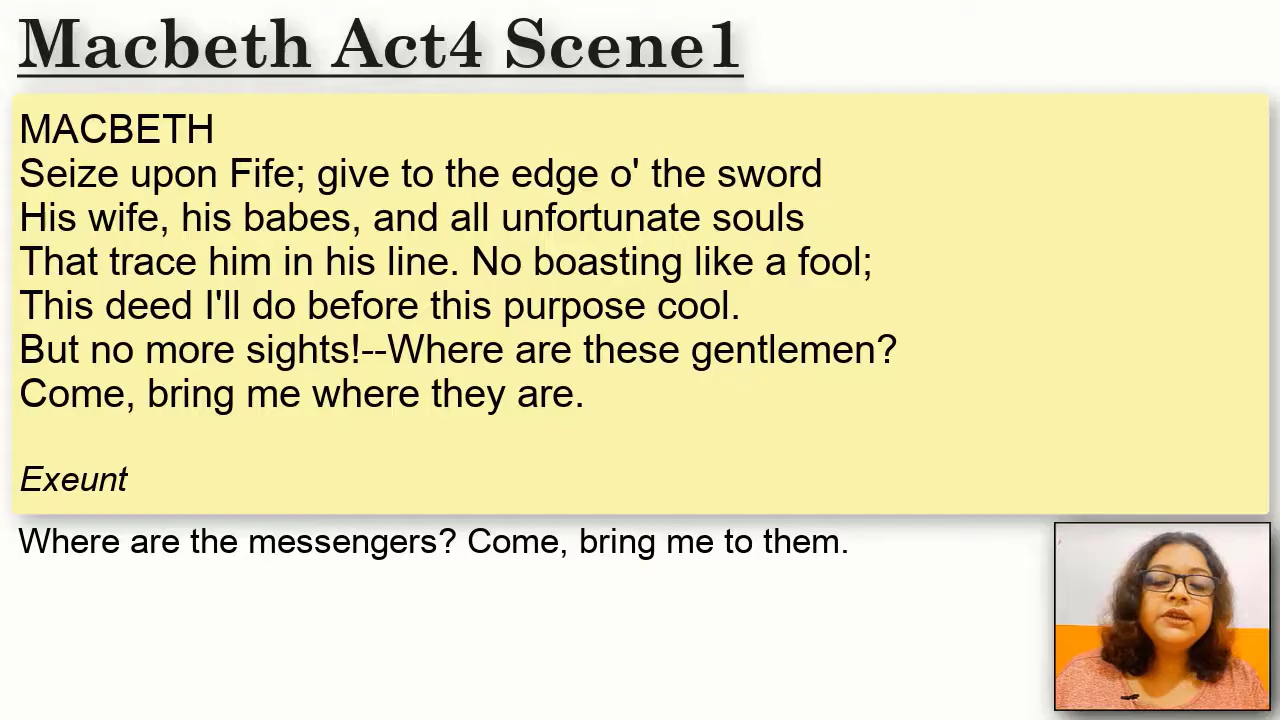 Macbeth Act4 Scene1
MACBETH
Seize upon Fife; give to the edge o' the sword
His wife, his babes, and all unfortunate souls
That trace him in his line. No boasting like a fool;
This deed I'll do before this purpose cool.
But no more sights!--Where are these gentlemen?
Come, bring me where they are.
Exeunt
Where are the messengers? Come, bring me to them.